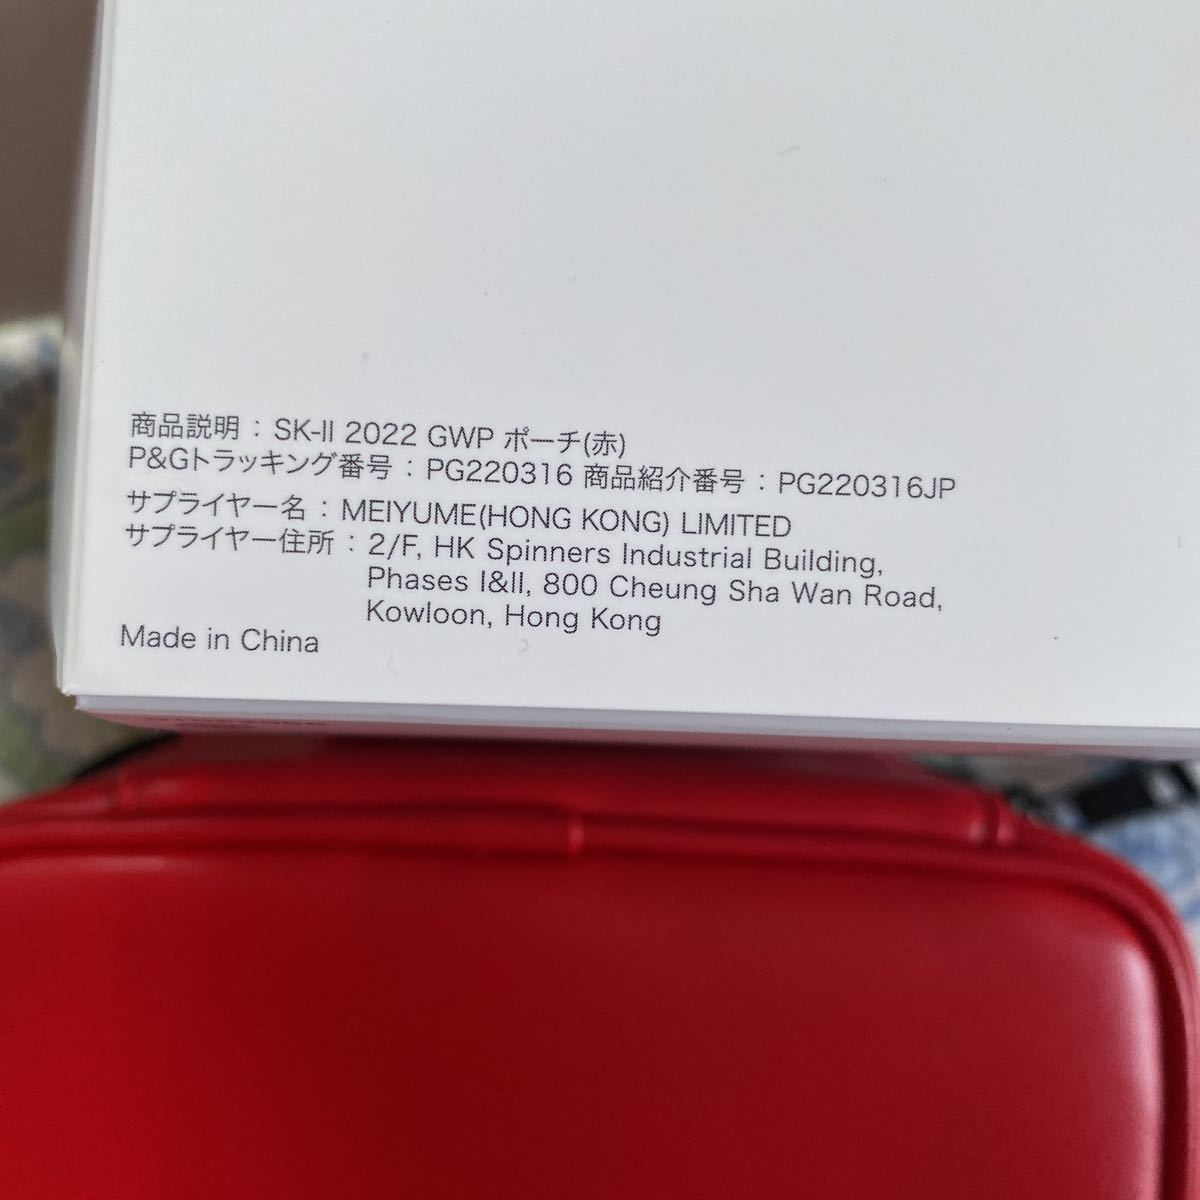 商品説明 : SK-II 2022 GWP ポーチ(赤)
P&Gトラッキング番号 : PG220316 商品紹介番号 : PG220316JP
サプライヤー名 : MEIYUME(HONG KONG) LIMITED
サプライヤー住所 : 2/F, HK Spinners Industrial Building,
Phases I&II, 800 Cheung Sha Wan Road,
Kowloon, Hong Kong
Made in China